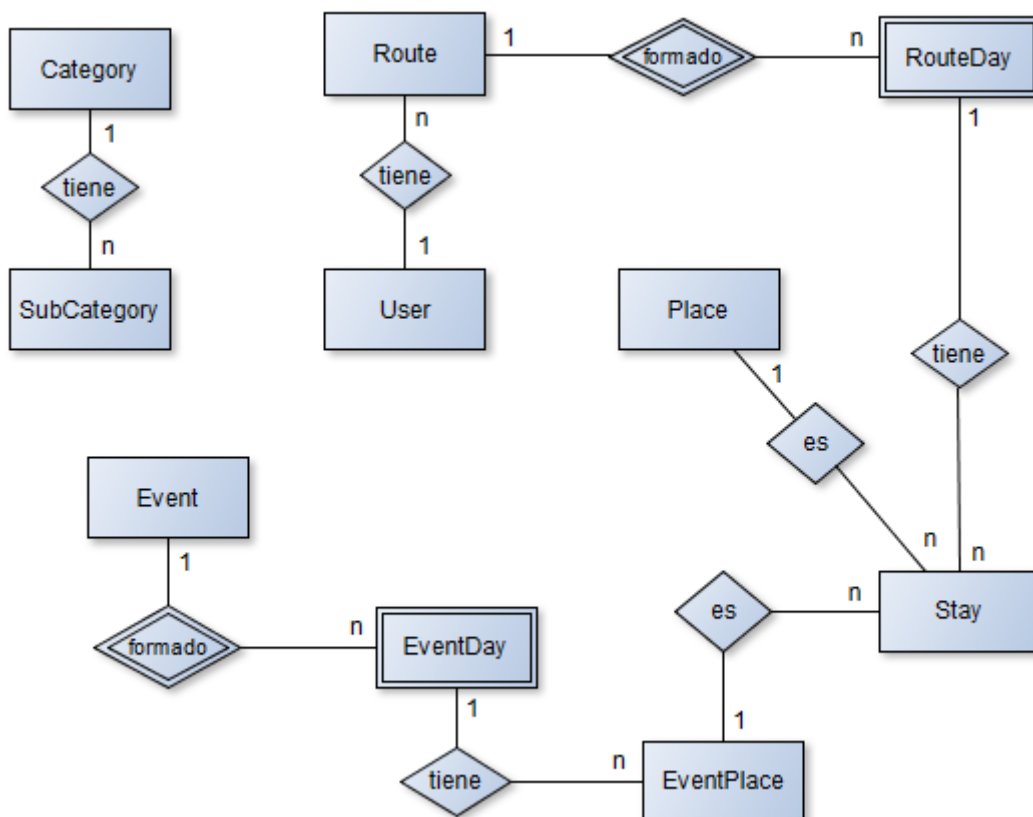 Category
1
tiene
n
SubCategory
Route
1
formado
n
RouteDay
n
tiene
1
User
1
tiene
n
Place
1
es
n
Stay
Event
1
formado
n
EventDay
1
tiene
n
EventPlace
1
es
n